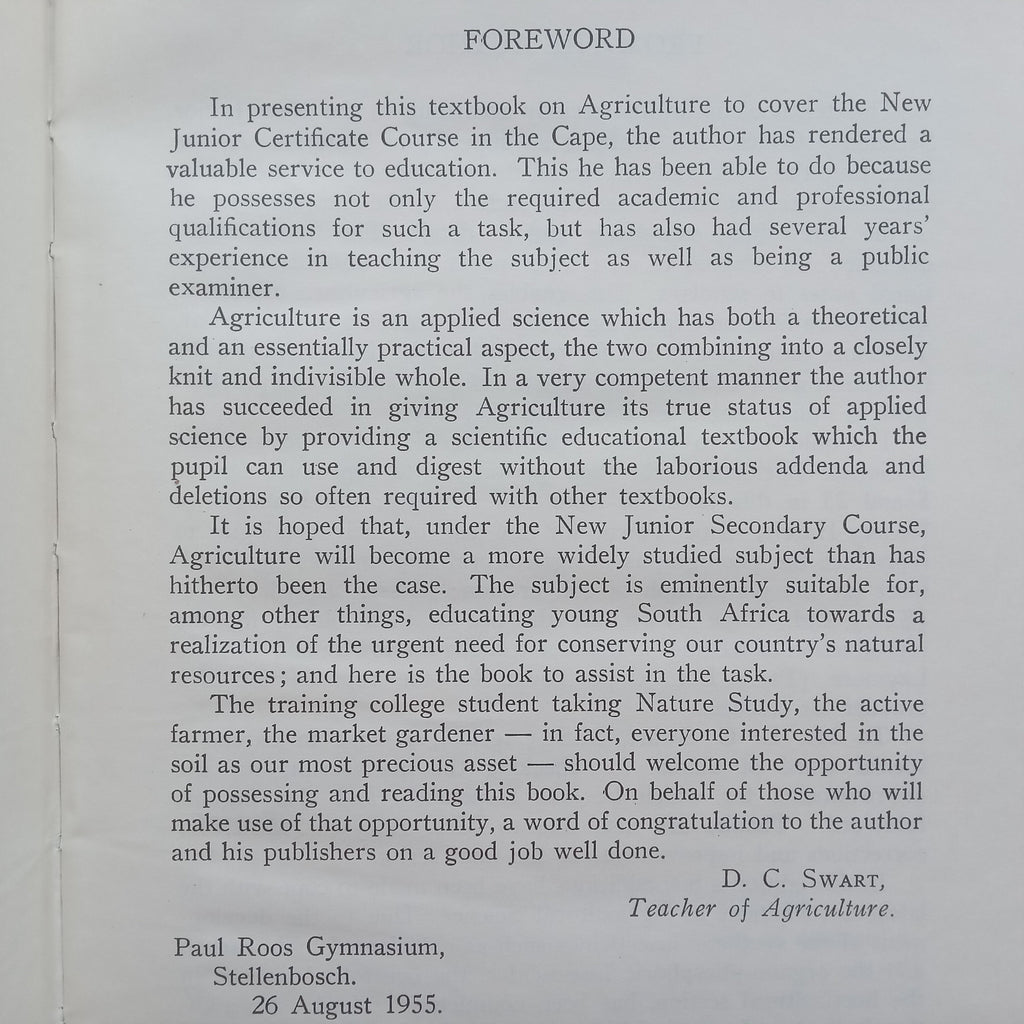 FOREWORD
In presenting this textbook on Agriculture to cover the New
Junior Certificate Course in the Cape, the author has rendered a
valuable service to education. This he has been able to do because
he possesses not only the required academic and professional
qualifications for such a task, but has also had several years’
experience in teaching the subject as well as being a public
examiner.
Agriculture is an applied science which has both a theoretical
and an essentially practical aspect, the two combining into a closely
knit and indivisible whole. In a very competent manner the author
has succeeded in giving Agriculture its true status of applied
science by providing a scientific educational textbook which the
pupil can use and digest without the laborious addenda and
deletions so often required with other textbooks.
It is hoped that, under the New Junior Secondary Course,
Agriculture will become a more widely studied subject than has
hitherto been the case. The subject is eminently suitable for,
among other things, educating young South Africa towards a
realization of the urgent need for conserving our country’s natural
resources; and here is the book to assist in the task.
The training college student taking Nature Study, the active
farmer, the market gardener — in fact, everyone interested in the
soil as our most precious asset — should welcome the opportunity
of possessing and reading this book. On behalf of those who will
make use of that opportunity, a word of congratulation to the author
and his publishers on a good job well done.
D. C. SWART,
Teacher of Agriculture.
Paul Roos Gymnasium,
Stellenbosch.
26 August 1955.